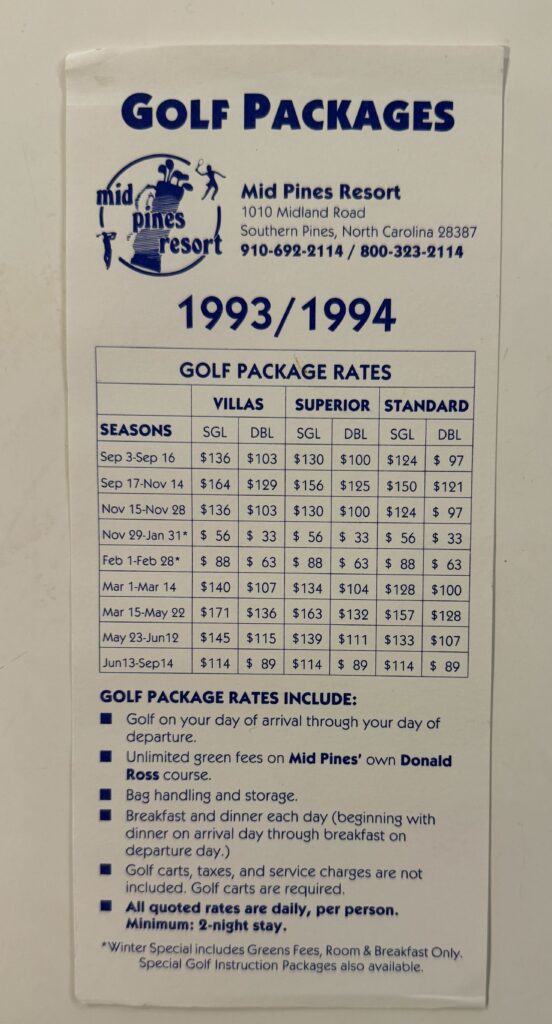 GOLF PACKAGES
mid
pines
resort
Mid Pines Resort
1010 Midland Road
Southern Pines, North Carolina 28387
910-692-2114 / 800-323-2114
1993/1994
GOLF PACKAGE RATES
VILLAS SUPERIOR STANDARD
SEASONS SGL DBL SGL DBL SGL DBL
Sep 3-Sep 16 $136 $103 $130 $100 $124 $ 97
Sep 17-Nov 14 $164 $129 $156 $125 $150 $121
Nov 15-Nov 28 $136 $103 $130 $100 $124 $ 97
Nov 29-Jan 31* $ 56 $ 33 $ 56 $ 33 $ 56 $ 33
Feb 1-Feb 28* $ 88 $ 63 $ 88 $ 63 $ 88 $ 63
Mar 1-Mar 14 $140 $107 $134 $104 $128 $100
Mar 15-May 22 $171 $136 $163 $132 $157 $128
May 23-Jun12 $145 $115 $139 $111 $133 $107
Jun13-Sep14 $114 $ 89 $114 $ 89 $114 $ 89
GOLF PACKAGE RATES INCLUDE:
■ Golf on your day of arrival through your day of
departure.
■ Unlimited green fees on Mid Pines' own Donald
Ross course.
■ Bag handling and storage.
■ Breakfast and dinner each day (beginning with
dinner on arrival day through breakfast on
departure day.)
■ Golf carts, taxes, and service charges are not
included. Golf carts are required.
■ All quoted rates are daily, per person.
Minimum: 2-night stay.
*Winter Special includes Greens Fees, Room & Breakfast Only.
Special Golf Instruction Packages also available.